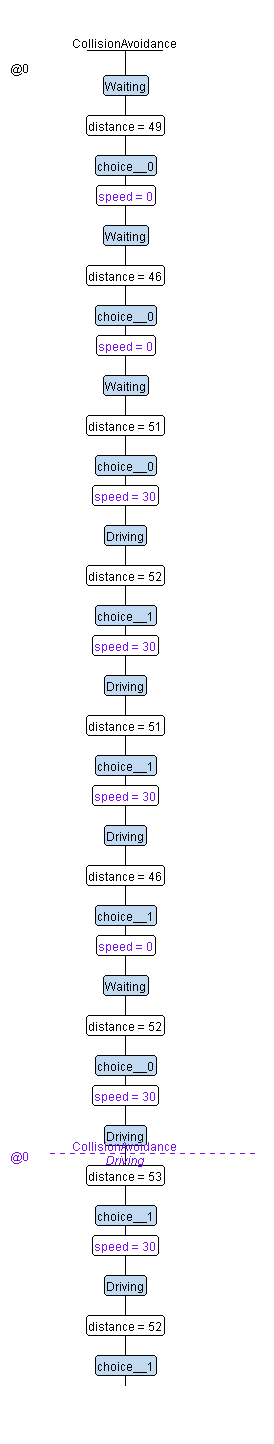 CollisionAvoidance
@0
Waiting
distance = 49
choice__0
speed = 0
Waiting
distance = 46
choice__0
speed = 0
Waiting
distance = 51
choice__0
speed = 30
Driving
distance = 52
choice__1
speed = 30
Driving
distance = 51
choice__1
speed = 30
Driving
distance = 46
choice__1
speed = 0
Waiting
distance = 52
choice__0
speed = 30
Driving
CollisionAvoidance
@0
Driving
distance = 53
choice__1
speed = 30
Driving
distance = 52
choice__1